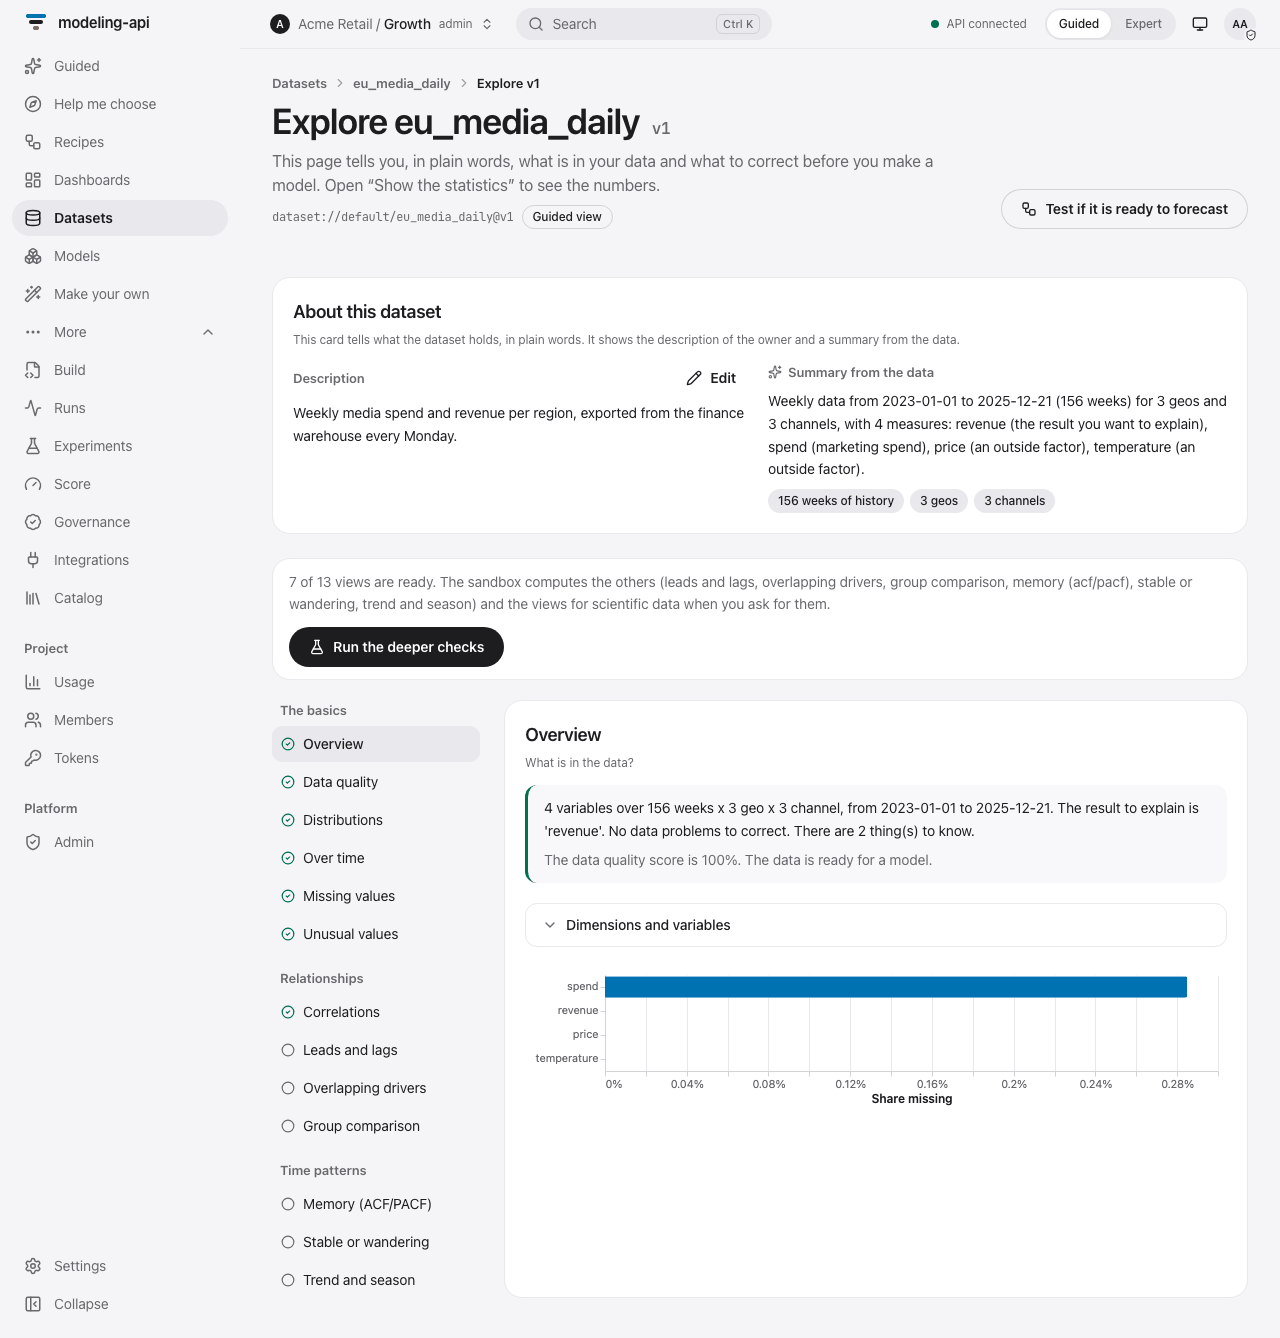 modeling-api
Acme Retail / Growth admin
Search
Ctrl K
API connected
Guided
Expert
AA
Guided
Help me choose
Recipes
Dashboards
Datasets
Models
Make your own
More
Build
Runs
Experiments
Score
Governance
Integrations
Catalog
Project
Usage
Members
Tokens
Platform
Admin
Settings
Collapse
Datasets > eu_media_daily > Explore v1
Explore eu_media_daily v1
This page tells you, in plain words, what is in your data and what to correct before you make a
model. Open “Show the statistics” to see the numbers.
dataset://default/eu_media_daily@v1
Guided view
Test if it is ready to forecast
About this dataset
This card tells what the dataset holds, in plain words. It shows the description of the owner and a summary from the data.
Description
Edit
Weekly media spend and revenue per region, exported from the finance
warehouse every Monday.
Summary from the data
Weekly data from 2023-01-01 to 2025-12-21 (156 weeks) for 3 geos and
3 channels, with 4 measures: revenue (the result you want to explain),
spend (marketing spend), price (an outside factor), temperature (an
outside factor).
156 weeks of history
3 geos
3 channels
7 of 13 views are ready. The sandbox computes the others (leads and lags, overlapping drivers, group comparison, memory (acf/pacf), stable or
wandering, trend and season) and the views for scientific data when you ask for them.
Run the deeper checks
The basics
Overview
Data quality
Distributions
Over time
Missing values
Unusual values
Relationships
Correlations
Leads and lags
Overlapping drivers
Group comparison
Time patterns
Memory (ACF/PACF)
Stable or wandering
Trend and season
Overview
What is in the data?
4 variables over 156 weeks x 3 geo x 3 channel, from 2023-01-01 to 2025-12-21. The result to explain is
'revenue'. No data problems to correct. There are 2 thing(s) to know.
The data quality score is 100%. The data is ready for a model.
Dimensions and variables
spend
revenue
price
temperature
0% 0.04% 0.08% 0.12% 0.16% 0.2% 0.24% 0.28%
Share missing